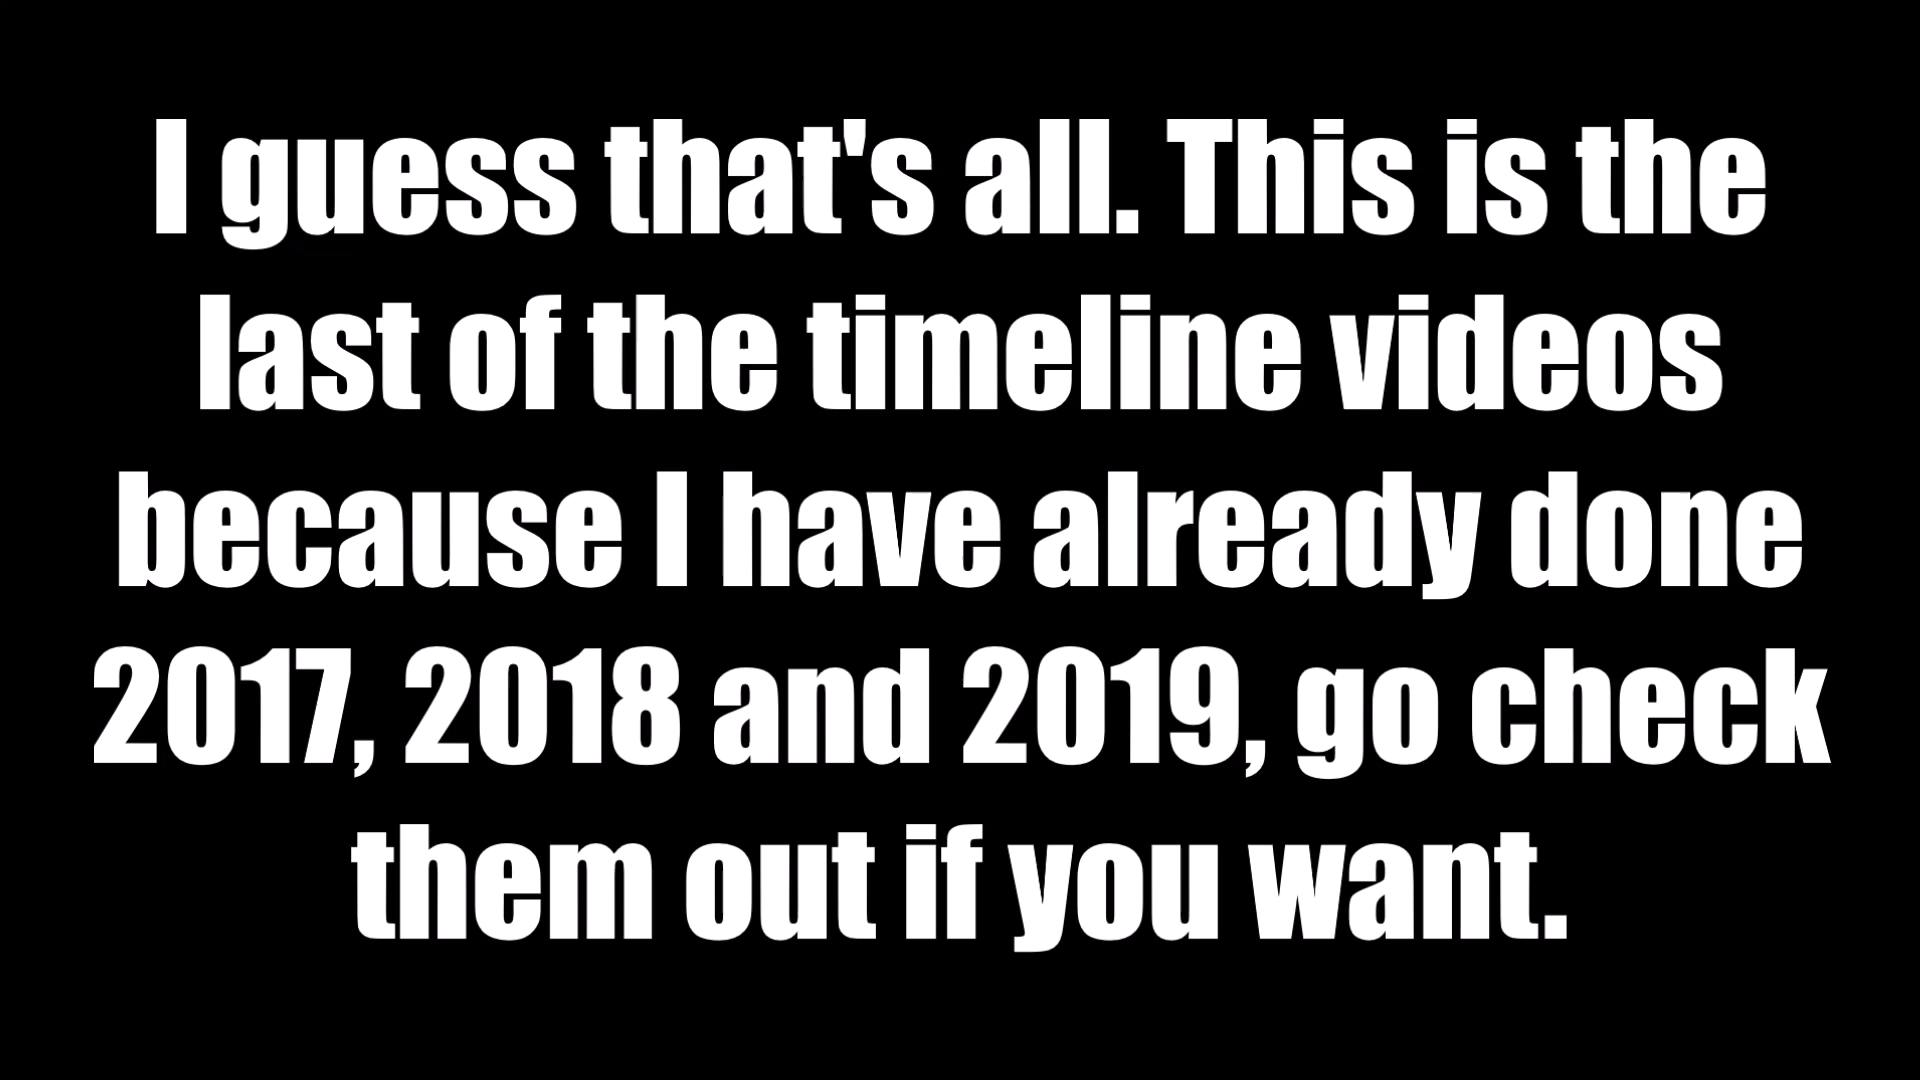 I guess that's all. This is the
last of the timeline videos
because I have already done
2017, 2018 and 2019, go check
them out if you want.